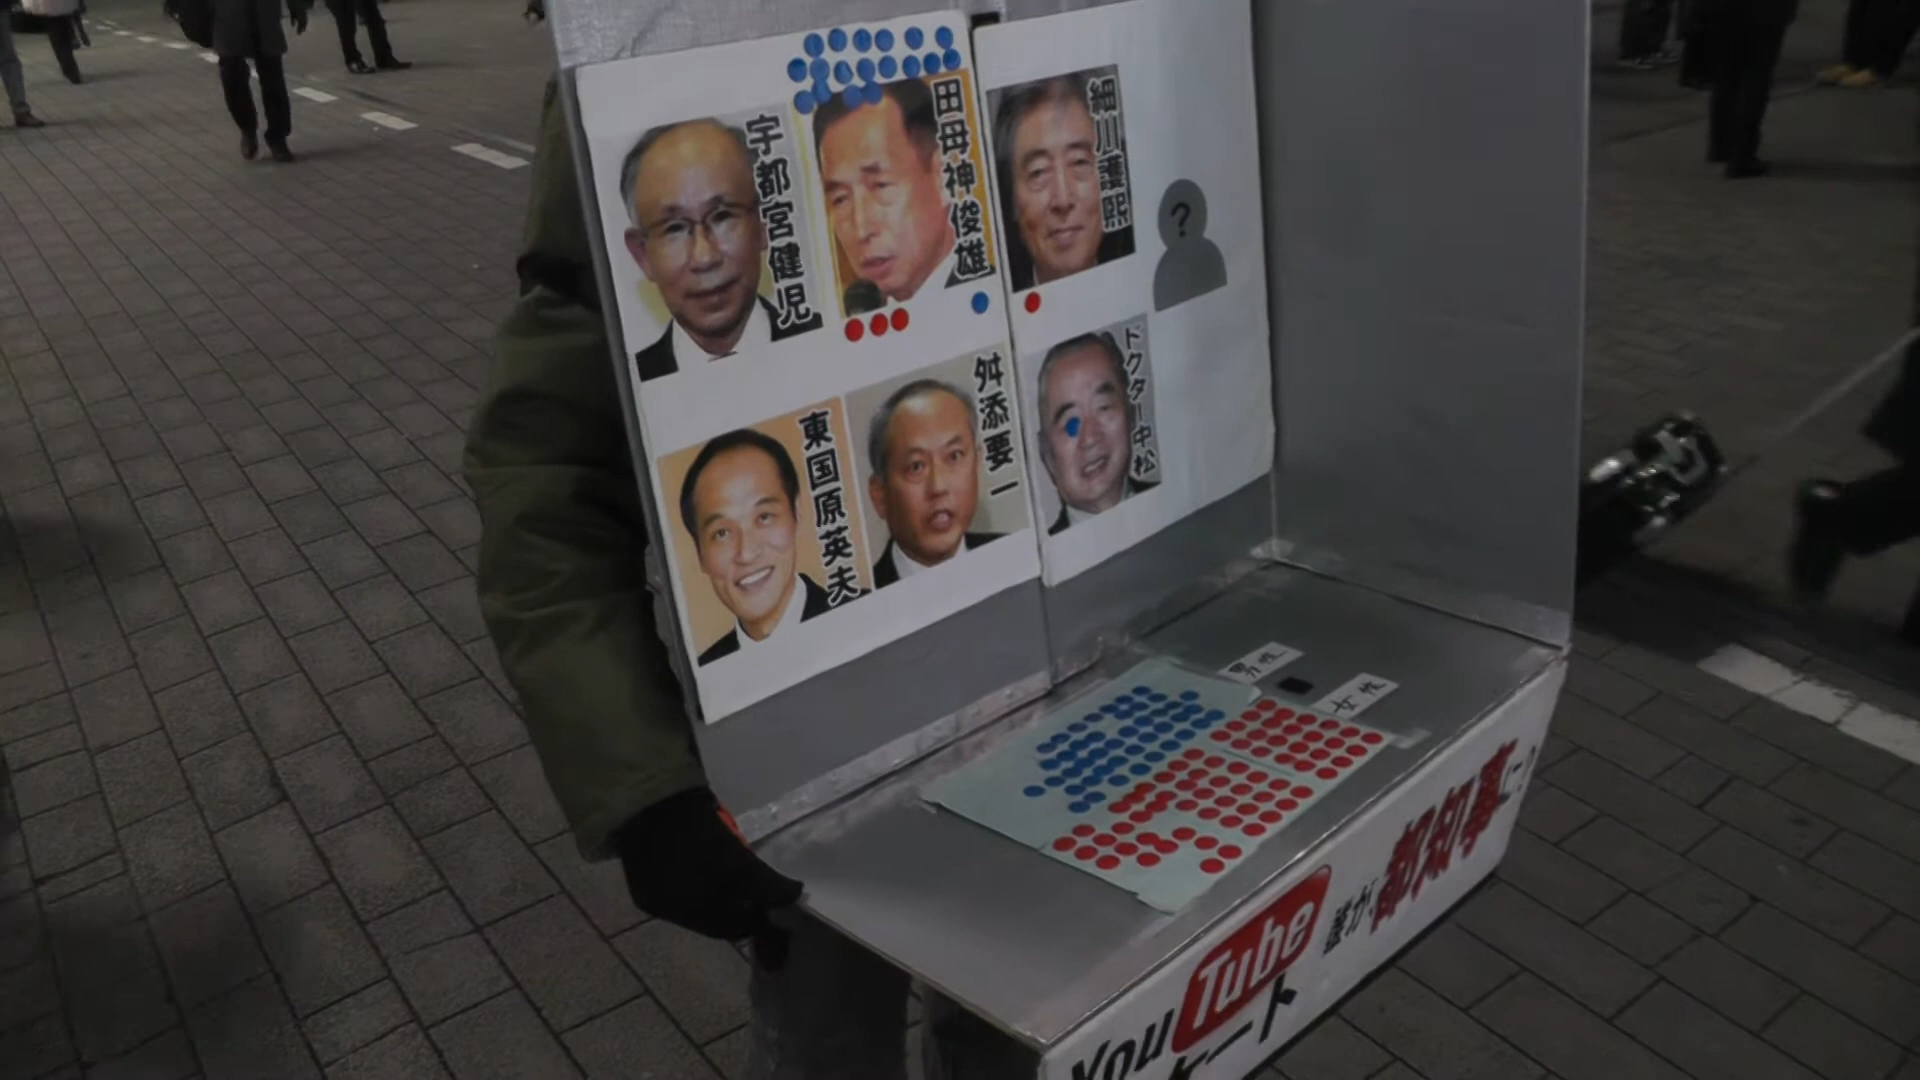 宇都宮健児
田母神俊雄
細川護熙
?
東国原英夫
舛添要一
ドクター中松
男性
女性
YouTube
誰が都知事に?